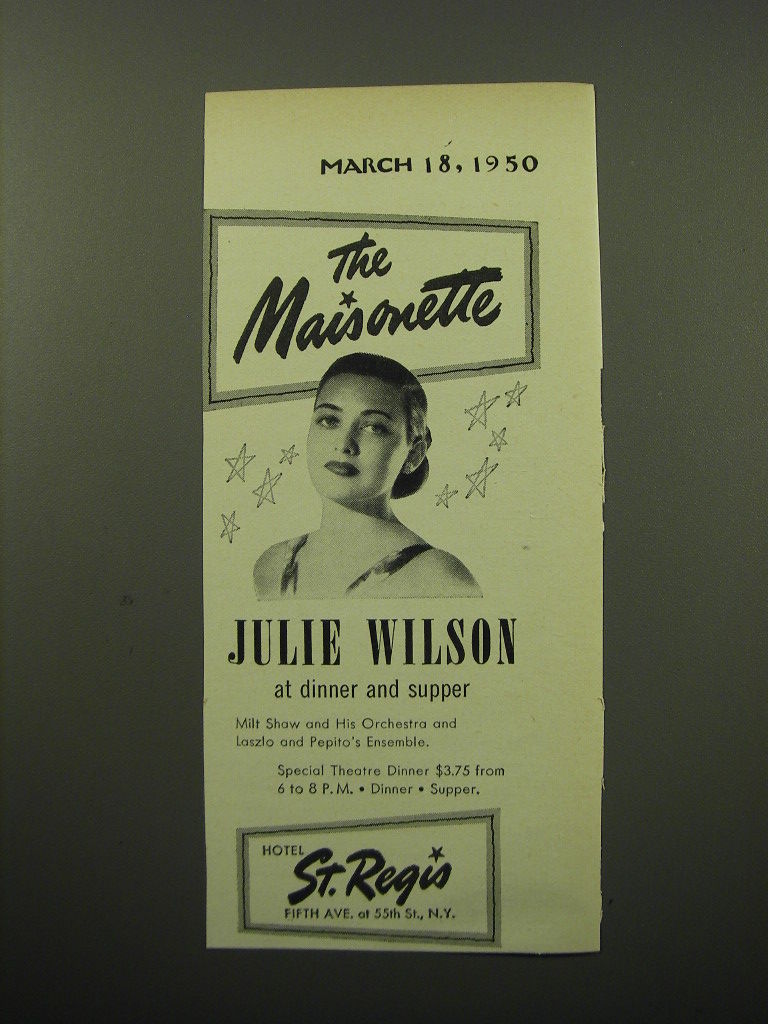 MARCH 18, 1950
The
Maisonette
JULIE WILSON
at dinner and supper
Milt Shaw and His Orchestra and
Laszlo and Pepito's Ensemble.
Special Theatre Dinner $3.75 from
6 to 8 P.M. • Dinner • Supper.
HOTEL
St. Regis
FIFTH AVE. at 55th St., N.Y.